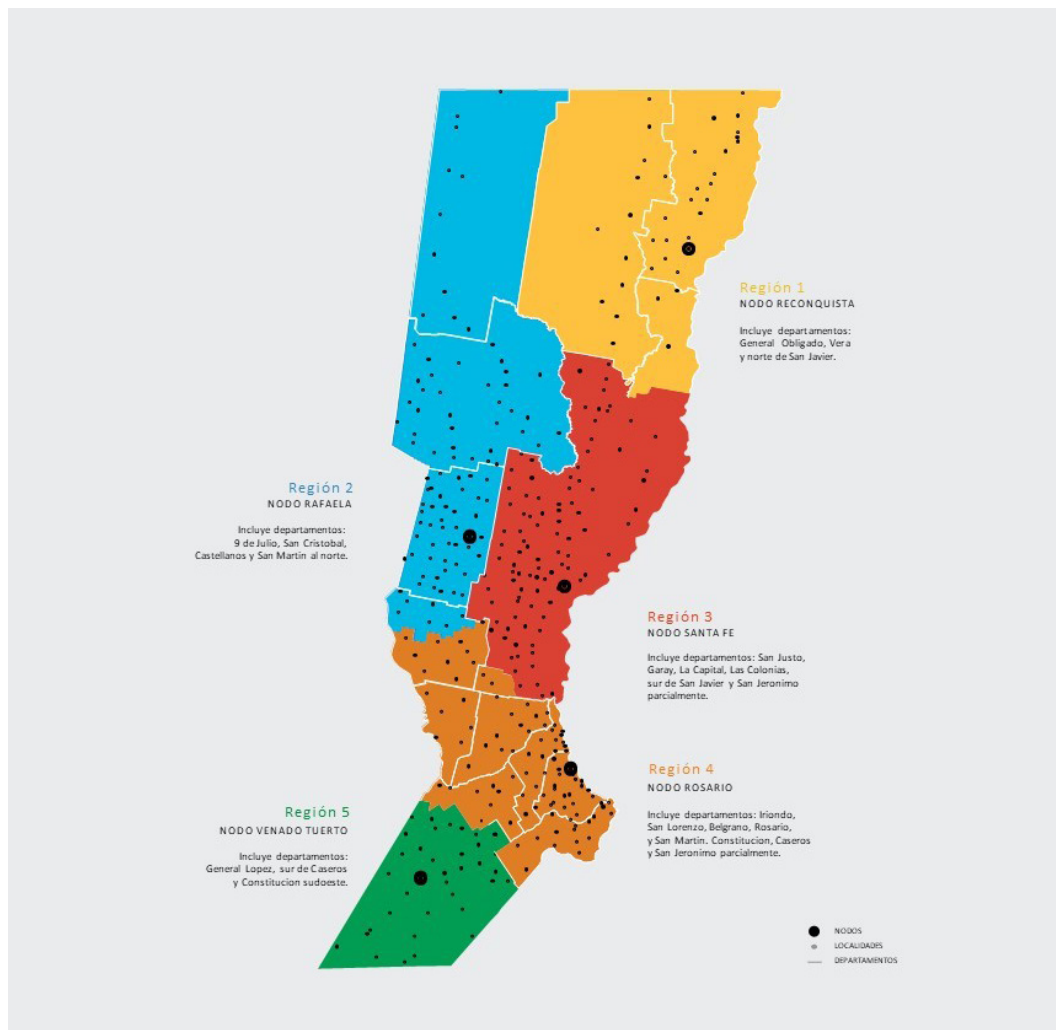 Región 1
NODO RECONQUISTA
Incluye departamentos:
General Obligado, Vera
y norte de San Javier.
Región 2
NODO RAFAELA
Incluye departamentos:
9 de Julio, San Cristobal,
Castellanos y San Martin al norte.
Región 3
NODO SANTA FE
Incluye departamentos: San Justo,
Garay, La Capital, Las Colonias,
sur de San Javier y San Jeronimo
parcialmente.
Región 4
NODO ROSARIO
Incluye departamentos: Iriondo,
San Lorenzo, Belgrano, Rosario,
y San Martín. Constitucion, Caseros
y San Jeronimo parcialmente.
Región 5
NODO VENADO TUERTO
Incluye departamentos:
General Lopez, sur de Caseros
y Constitucion sudoeste.
NODOS
LOCALIDADES
DEPARTAMENTOS